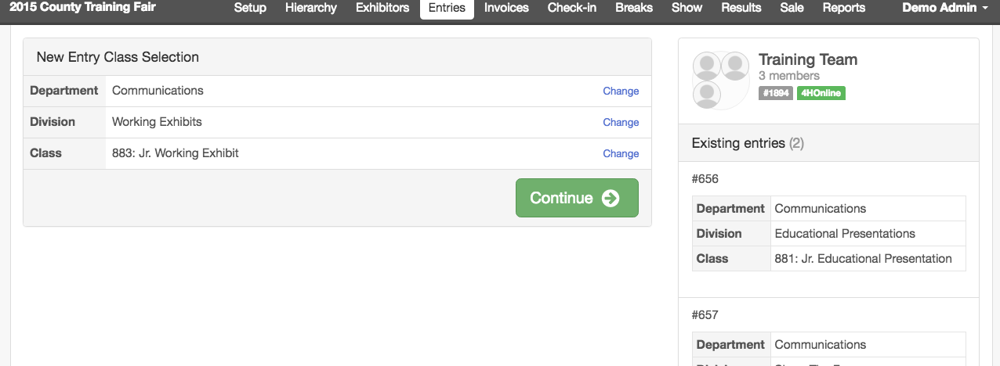 2015 County Training Fair Setup Hierarchy Exhibitors Entries Invoices Check-in Breaks Show Results Sale Reports Demo Admin
New Entry Class Selection
Department Communications Change
Division Working Exhibits Change
Class 883: Jr. Working Exhibit Change
Continue
Training Team
3 members
#1894 4HOnline
Existing entries (2)
#656
Department Communications
Division Educational Presentations
Class 881: Jr. Educational Presentation
#657
Department Communications